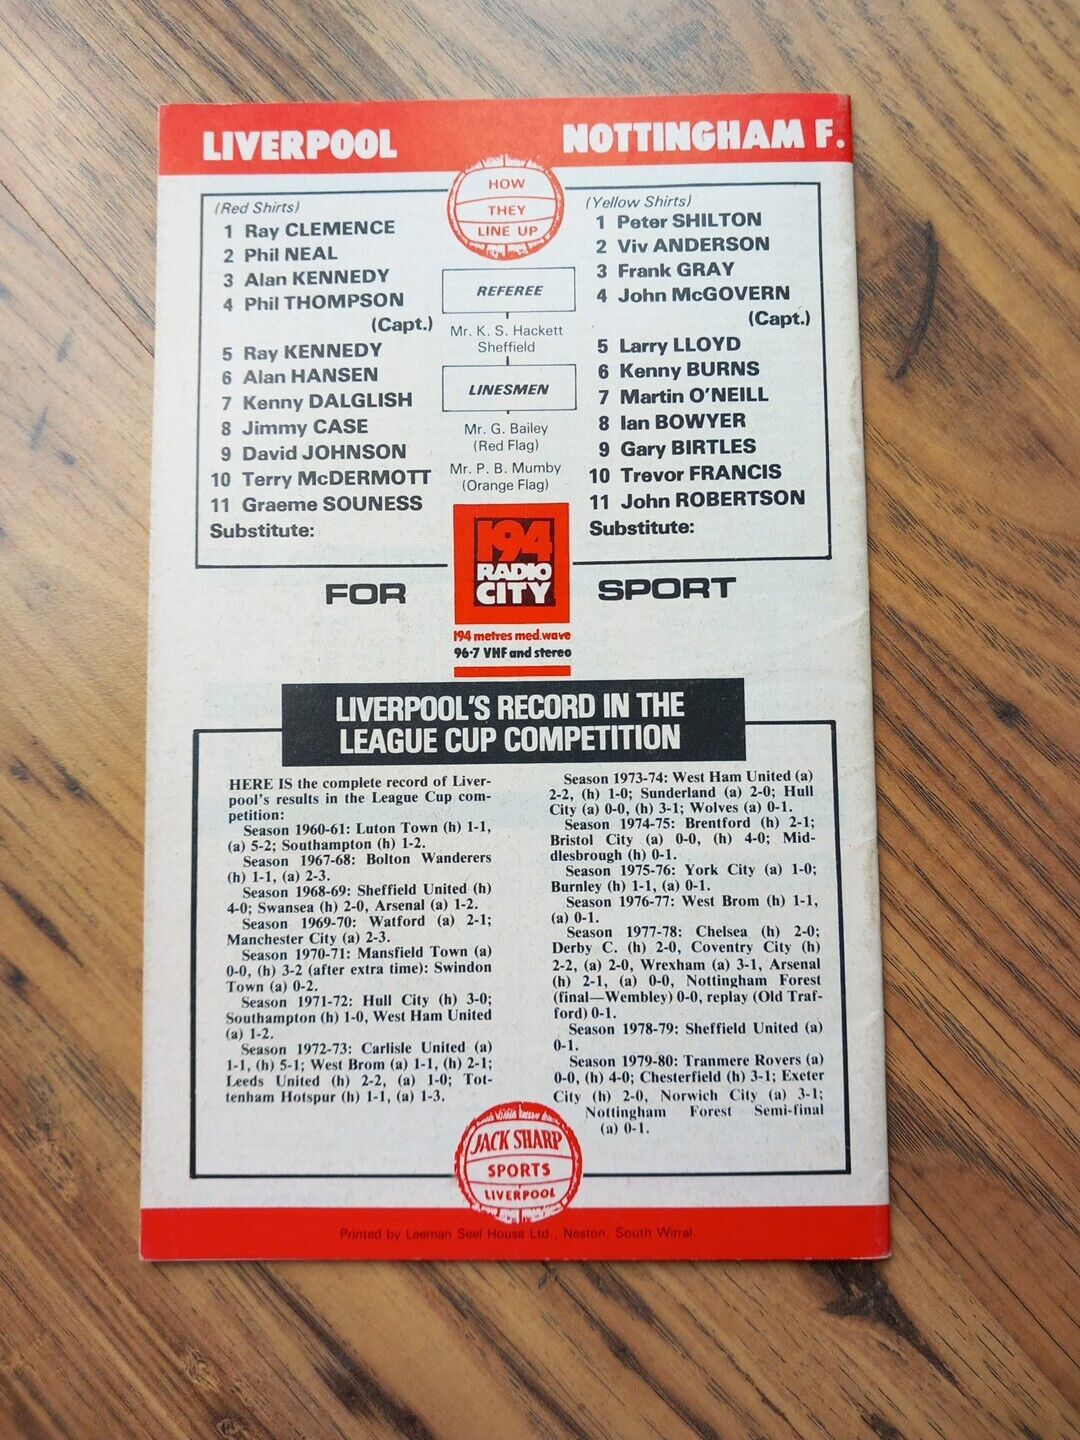 LIVERPOOL
NOTTINGHAM F.
HOW
THEY
LINE UP
(Red Shirts)
1 Ray CLEMENCE
2 Phil NEAL
3 Alan KENNEDY
4 Phil THOMPSON
(Capt.)
5 Ray KENNEDY
6 Alan HANSEN
7 Kenny DALGLISH
8 Jimmy CASE
9 David JOHNSON
10 Terry McDERMOTT
11 Graeme SOUNESS
Substitute:
REFEREE
Mr. K. S. Hackett
Sheffield
LINESMEN
Mr. G. Bailey
(Red Flag)
Mr. P. B. Mumby
(Orange Flag)
(Yellow Shirts)
1 Peter SHILTON
2 Viv ANDERSON
3 Frank GRAY
4 John McGOVERN
(Capt.)
5 Larry LLOYD
6 Kenny BURNS
7 Martin O'NEILL
8 Ian BOWYER
9 Gary BIRTLES
10 Trevor FRANCIS
11 John ROBERTSON
Substitute:
FOR
194
RADIO
CITY
SPORT
194 metres med.wave
96·7 VHF and stereo
LIVERPOOL'S RECORD IN THE
LEAGUE CUP COMPETITION
HERE IS the complete record of Liver-
pool's results in the League Cup com-
petition:
Season 1960-61: Luton Town (h) 1-1,
(a) 5-2; Southampton (h) 1-2.
Season 1967-68: Bolton Wanderers
(h) 1-1, (a) 2-3.
Season 1968-69: Sheffield United (h)
4-0; Swansea (h) 2-0, Arsenal (a) 1-2.
Season 1969-70: Watford (a) 2-1;
Manchester City (a) 2-3.
Season 1970-71: Mansfield Town (a)
0-0, (h) 3-2 (after extra time): Swindon
Town (a) 0-2.
Season 1971-72: Hull City (h) 3-0;
Southampton (h) 1-0, West Ham United
(a) 1-2.
Season 1972-73: Carlisle United (a)
1-1, (h) 5-1; West Brom (a) 1-1, (h) 2-1;
Leeds United (h) 2-2, (a) 1-0; Tot-
tenham Hotspur (h) 1-1, (a) 1-3.
Season 1973-74: West Ham United (a)
2-2, (h) 1-0; Sunderland (a) 2-0; Hull
City (a) 0-0, (h) 3-1; Wolves (a) 0-1.
Season 1974-75: Brentford (h) 2-1;
Bristol City (a) 0-0, (h) 4-0; Mid-
dlesbrough (h) 0-1.
Season 1975-76: York City (a) 1-0;
Burnley (h) 1-1, (a) 0-1.
Season 1976-77: West Brom (h) 1-1,
(a) 0-1.
Season 1977-78: Chelsea (h) 2-0;
Derby C. (h) 2-0, Coventry City (h)
2-2, (a) 2-0, Wrexham (a) 3-1, Arsenal
(h) 2-1, (a) 0-0, Nottingham Forest
(final—Wembley) 0-0, replay (Old Traf-
ford) 0-1.
Season 1978-79: Sheffield United (a)
0-1.
Season 1979-80: Tranmere Rovers (a)
0-0, (h) 4-0; Chesterfield (h) 3-1; Exeter
City (h) 2-0, Norwich City (a) 3-1;
Nottingham Forest Semi-final
(a) 0-1.
JACK SHARP
SPORTS
LIVERPOOL
Printed by Leeman Seel House Ltd., Neston, South Wirral.